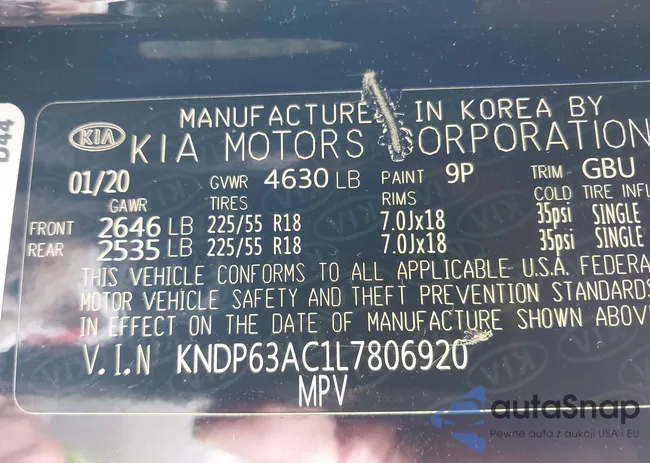 D44
MANUFACTURED IN KOREA BY
KIA KIA MOTORS CORPORATION
01/20 GVWR 4630 LB PAINT 9P TRIM GBU
GAWR TIRES RIMS COLD TIRE INFL
FRONT 2646 LB 225/55 R18 7.0Jx18 35psi SINGLE
REAR 2535 LB 225/55 R18 7.0Jx18 35psi SINGLE
THIS VEHICLE CONFORMS TO ALL APPLICABLE U.S.A. FEDERA
MOTOR VEHICLE SAFETY AND THEFT PREVENTION STANDARDS
IN EFFECT ON THE DATE OF MANUFACTURE SHOWN ABOV
V.I.N KNDP63AC1L7806920
MPV
autaSnap
Pewne auta z aukcji USA i EU